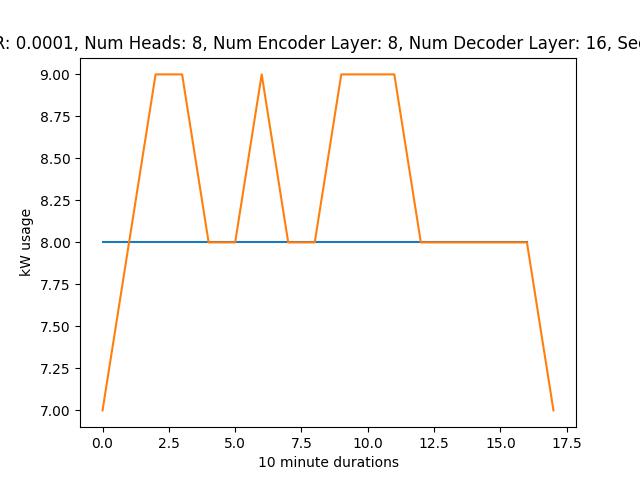 R: 0.0001, Num Heads: 8, Num Encoder Layer: 8, Num Decoder Layer: 16,
9.00
8.75
8.50
8.25
8.00
7.75
7.50
7.25
7.00
kW usage
0.0 2.5 5.0 7.5 10.0 12.5 15.0 17.5
10 minute durations